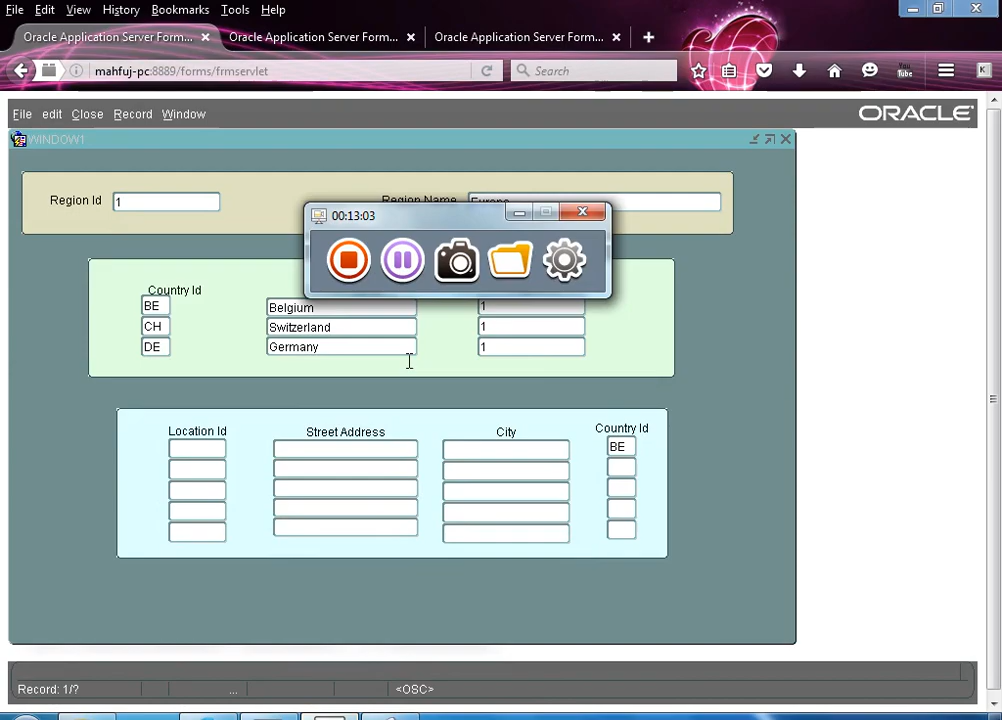 File Edit View History Bookmarks Tools Help
Oracle Application Server Form... × Oracle Application Server Form... × Oracle Application Server Form... × +
mahfuj-pc:8889/forms/frmservlet Search You Tube K
File edit Close Record Window ORACLE
WINDOW1
Region Id 1 Region Name Europe
00:13:03
Country Id
BE Belgium 1
CH Switzerland 1
DE Germany 1
Location Id Street Address City Country Id
BE
Record: 1/? ... <OSC>